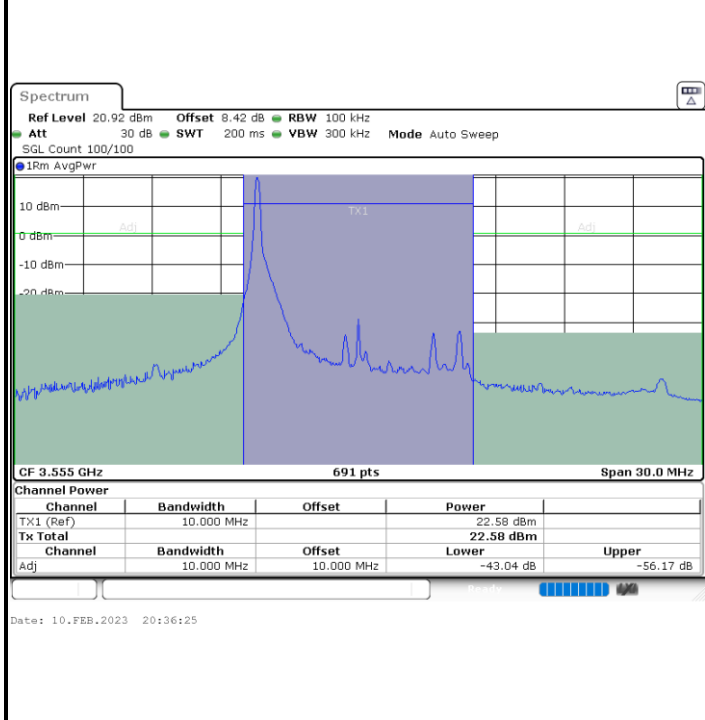 Spectrum
Ref Level 20.92 dBm Offset 8.42 dB RBW 100 kHz
Att 30 dB SWT 200 ms VBW 300 kHz Mode Auto Sweep
SGL Count 100/100
1Rm AvgPwr
10 dBm
TX1
Adj
Adj
0 dBm
-10 dBm
-20 dBm
CF 3.555 GHz 691 pts Span 30.0 MHz
Channel Power
Channel Bandwidth Offset Power
TX1 (Ref) 10.000 MHz 22.58 dBm
Tx Total 22.58 dBm
Channel Bandwidth Offset Lower Upper
Adj 10.000 MHz 10.000 MHz -43.04 dB -56.17 dB
Ready
Date: 10.FEB.2023 20:36:25